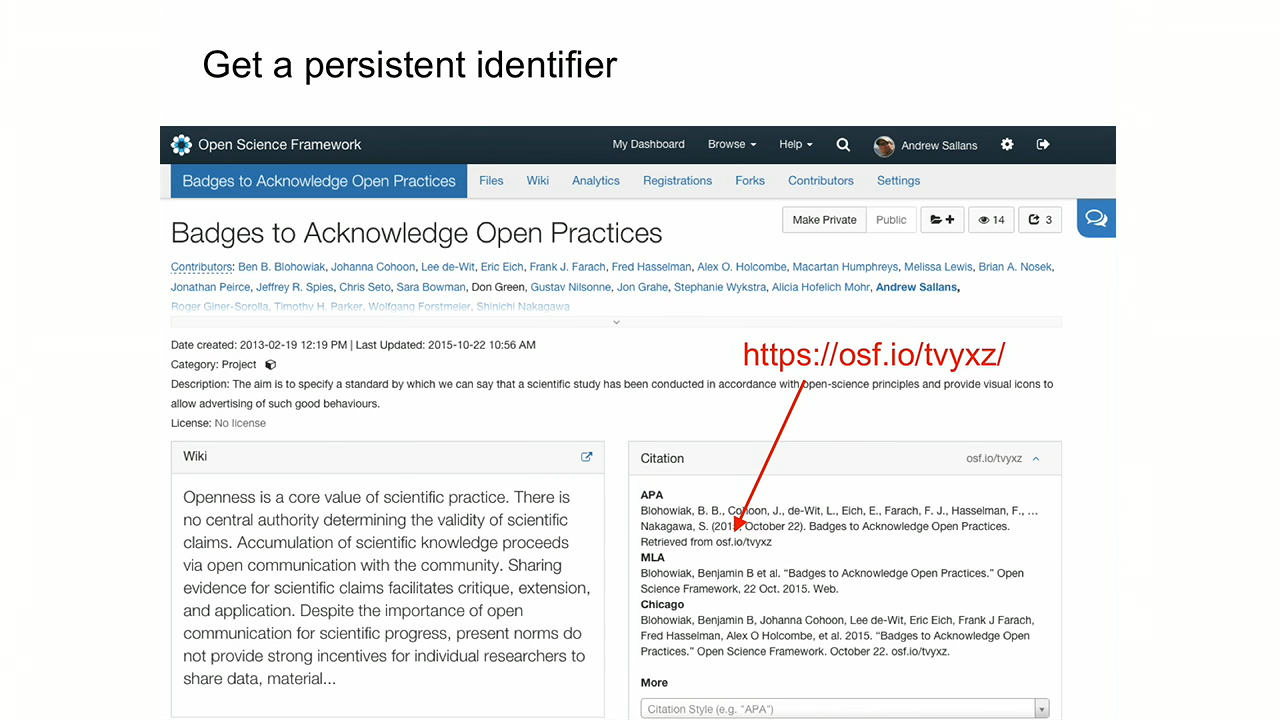 Get a persistent identifier
Open Science Framework
My Dashboard
Browse
Help
Andrew Sallans
Badges to Acknowledge Open Practices
Files
Wiki
Analytics
Registrations
Forks
Contributors
Settings
Badges to Acknowledge Open Practices
Make Private
Public
14
3
Contributors: Ben B. Blohowiak, Johanna Cohoon, Lee de-Wit, Eric Eich, Frank J. Farach, Fred Hasselman, Alex O. Holcombe, Macartan Humphreys, Melissa Lewis, Brian A. Nosek,
Jonathan Peirce, Jeffrey R. Spies, Chris Seto, Sara Bowman, Don Green, Gustav Nilsonne, Jon Grahe, Stephanie Wykstra, Alicia Hofelich Mohr, Andrew Sallans,
Roger Giner-Sorolla, Timothy H. Parker, Wolfgang Forstmeier, Shinichi Nakagawa
Date created: 2013-02-19 12:19 PM | Last Updated: 2015-10-22 10:56 AM
https://osf.io/tvyxz/
Category: Project
Description: The aim is to specify a standard by which we can say that a scientific study has been conducted in accordance with open-science principles and provide visual icons to
allow advertising of such good behaviours.
License: No license
Wiki
Openness is a core value of scientific practice. There is
no central authority determining the validity of scientific
claims. Accumulation of scientific knowledge proceeds
via open communication with the community. Sharing
evidence for scientific claims facilitates critique, extension,
and application. Despite the importance of open
communication for scientific progress, present norms do
not provide strong incentives for individual researchers to
share data, material...
Citation
osf.io/tvyxz
APA
Blohowiak, B. B., Cohoon, J., de-Wit, L., Eich, E., Farach, F. J., Hasselman, F., …
Nakagawa, S. (2015, October 22). Badges to Acknowledge Open Practices.
Retrieved from osf.io/tvyxz
MLA
Blohowiak, Benjamin B et al. “Badges to Acknowledge Open Practices.” Open
Science Framework, 22 Oct. 2015. Web.
Chicago
Blohowiak, Benjamin B, Johanna Cohoon, Lee de-Wit, Eric Eich, Frank J Farach,
Fred Hasselman, Alex O Holcombe, et al. 2015. “Badges to Acknowledge Open
Practices.” Open Science Framework. October 22. osf.io/tvyxz.
More
Citation Style (e.g. "APA")